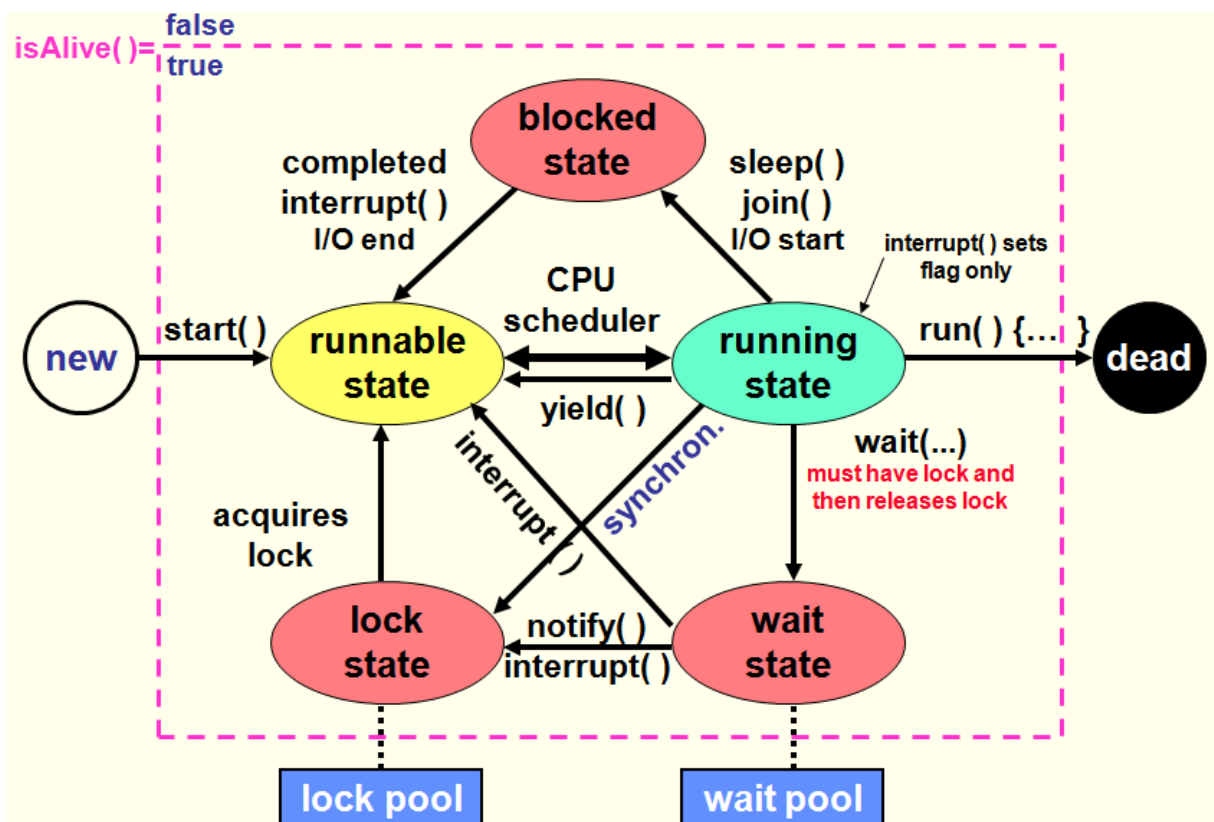 false
isAlive( )=
true
blocked
state
completed
interrupt( )
I/O end
sleep( )
join( )
I/O start
interrupt( ) sets
flag only
CPU
scheduler
new
start( )
runnable
state
running
state
run( ) {... }
dead
yield( )
wait(...)
must have lock and
then releases lock
interrupt ( )
synchron.
acquires
lock
lock
state
notify( )
interrupt( )
wait
state
lock pool
wait pool